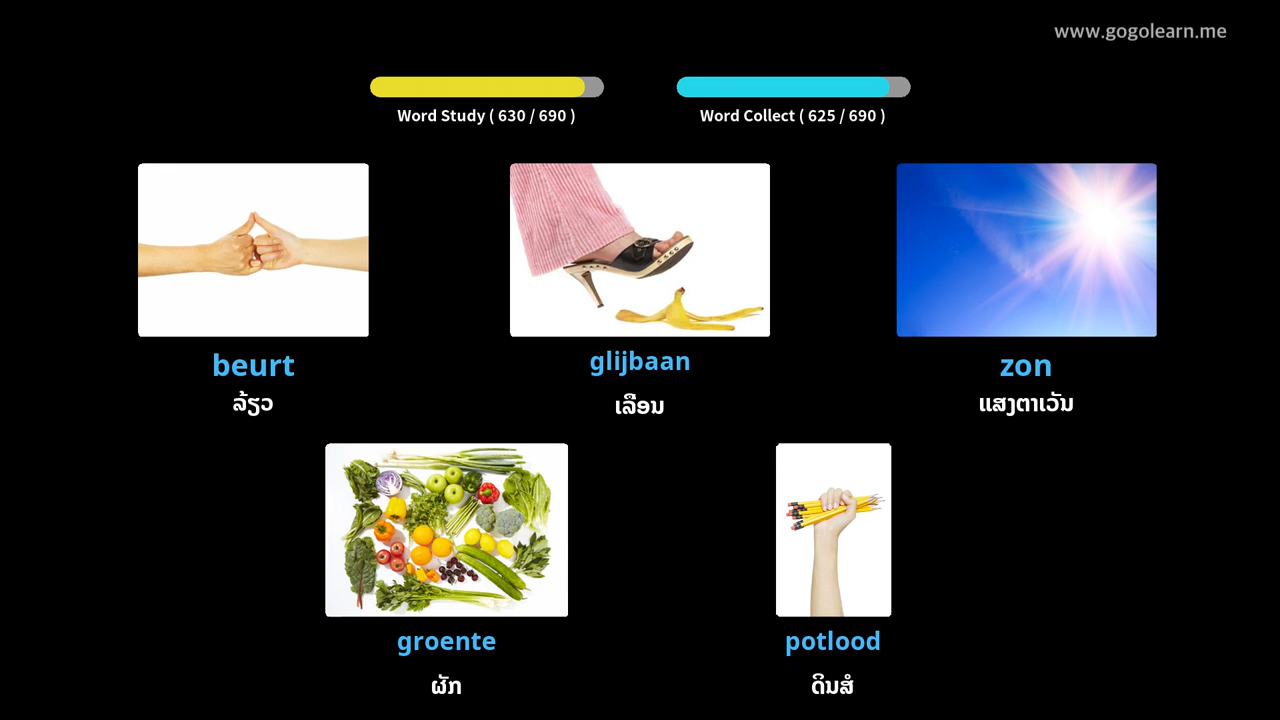 www.gogolearn.me
Word Study ( 630 / 690 )
Word Collect ( 625 / 690 )
beurt
ລ້ຽວ
glijbaan
ເລືອນ
zon
ແສງຕາເວັນ
groente
ຜັກ
potlood
ດິນສໍ